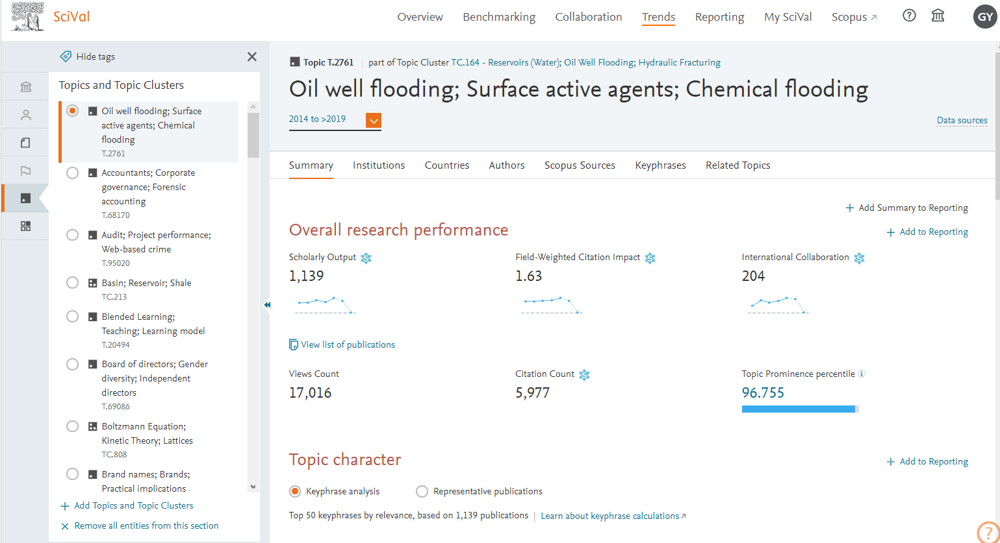 SciVal
Overview Benchmarking Collaboration Trends Reporting My SciVal Scopus ↗ ? GY
Hide tags
Topics and Topic Clusters
Oil well flooding; Surface
active agents; Chemical
flooding
T.2761
Accountants; Corporate
governance; Forensic
accounting
T.68170
Audit; Project performance;
Web-based crime
T.95020
Basin; Reservoir; Shale
TC.213
Blended Learning;
Teaching; Learning model
T.20494
Board of directors; Gender
diversity; Independent
directors
T.69086
Boltzmann Equation;
Kinetic Theory; Lattices
TC.808
Brand names; Brands;
Practical implications
+ Add Topics and Topic Clusters
× Remove all entities from this section
Topic T.2761 | part of Topic Cluster TC.164 - Reservoirs (Water); Oil Well Flooding; Hydraulic Fracturing
Oil well flooding; Surface active agents; Chemical flooding
2014 to >2019
Data sources
Summary Institutions Countries Authors Scopus Sources Keyphrases Related Topics
+ Add Summary to Reporting
Overall research performance
+ Add to Reporting
Scholarly Output Field-Weighted Citation Impact International Collaboration
1,139 1.63 204
View list of publications
Views Count Citation Count Topic Prominence percentile i
17,016 5,977 96.755
Topic character
+ Add to Reporting
Keyphrase analysis Representative publications
Top 50 keyphrases by relevance, based on 1,139 publications | Learn about keyphrase calculations ↗
?